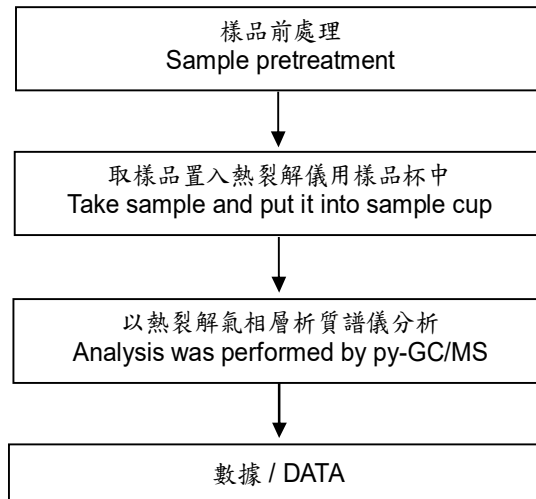 樣品前處理
Sample pretreatment
取樣品置入熱裂解儀用樣品杯中
Take sample and put it into sample cup
以熱裂解氣相層析質譜儀分析
Analysis was performed by py-GC/MS
數據 / DATA